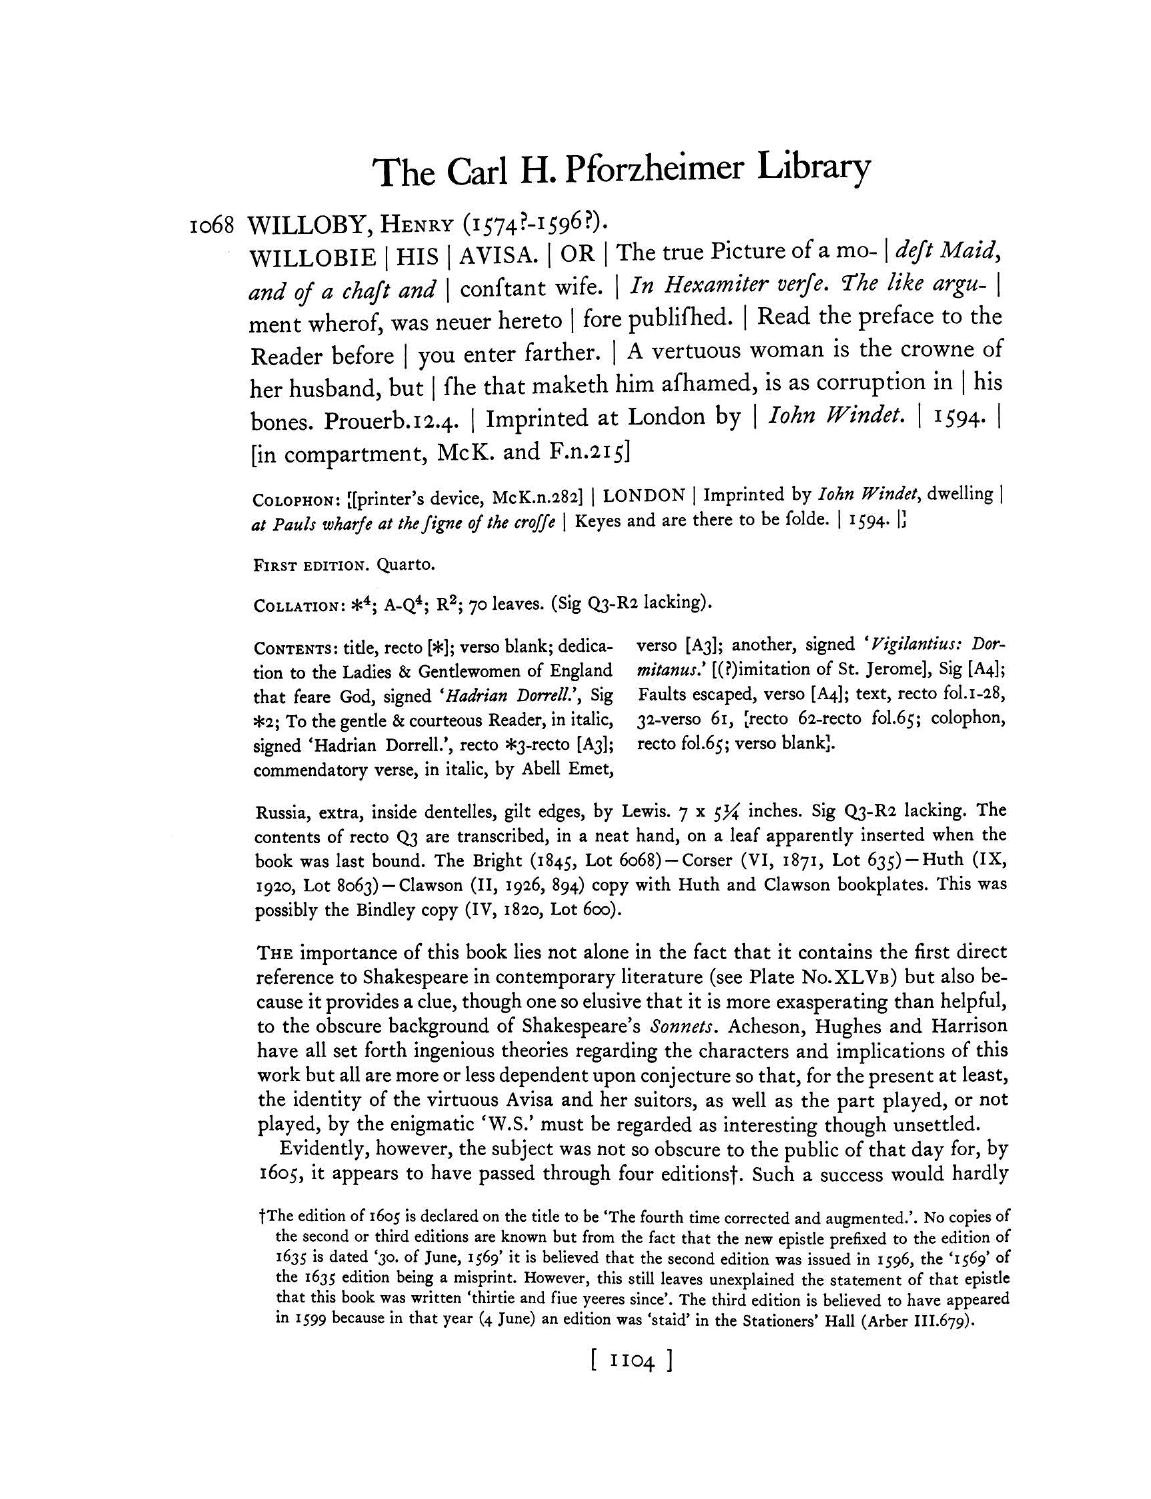 The Carl H. Pforzheimer Library
1068 WILLOBY, HENRY (1574?-1596?).
WILLOBIE | HIS | AVISA. | OR | The true Picture of a mo- | deſt Maid,
and of a chaſt and | conſtant wife. | In Hexamiter verſe. The like argu- |
ment wherof, was neuer hereto | fore publiſhed. | Read the preface to the
Reader before | you enter farther. | A vertuous woman is the crowne of
her husband, but | ſhe that maketh him aſhamed, is as corruption in | his
bones. Prouerb.12.4. | Imprinted at London by | Iohn Windet. | 1594. |
[in compartment, McK. and F.n.215]
COLOPHON: {[printer's device, McK.n.282] | LONDON | Imprinted by Iohn Windet, dwelling |
at Pauls wharfe at the ſigne of the croſſe | Keyes and are there to be ſolde. | 1594. |}
FIRST EDITION. Quarto.
COLLATION: *⁴; A-Q⁴; R²; 70 leaves. (Sig Q3-R2 lacking).
CONTENTS: title, recto [*]; verso blank; dedica-
tion to the Ladies & Gentlewomen of England
that feare God, signed ‘Hadrian Dorrell.’, Sig
*2; To the gentle & courteous Reader, in italic,
signed ‘Hadrian Dorrell.’, recto *3-recto [A3];
commendatory verse, in italic, by Abell Emet,
verso [A3]; another, signed ‘Vigilantius: Dor-
mitanus.’ [(?)imitation of St. Jerome], Sig [A4];
Faults escaped, verso [A4]; text, recto fol.1-28,
32-verso 61, {recto 62-recto fol.65; colophon,
recto fol.65; verso blank}.
Russia, extra, inside dentelles, gilt edges, by Lewis. 7 x 5¼ inches. Sig Q3-R2 lacking. The
contents of recto Q3 are transcribed, in a neat hand, on a leaf apparently inserted when the
book was last bound. The Bright (1845, Lot 6068)—Corser (VI, 1871, Lot 635)—Huth (IX,
1920, Lot 8063)—Clawson (II, 1926, 894) copy with Huth and Clawson bookplates. This was
possibly the Bindley copy (IV, 1820, Lot 600).
THE importance of this book lies not alone in the fact that it contains the first direct
reference to Shakespeare in contemporary literature (see Plate No.XLVB) but also be-
cause it provides a clue, though one so elusive that it is more exasperating than helpful,
to the obscure background of Shakespeare's Sonnets. Acheson, Hughes and Harrison
have all set forth ingenious theories regarding the characters and implications of this
work but all are more or less dependent upon conjecture so that, for the present at least,
the identity of the virtuous Avisa and her suitors, as well as the part played, or not
played, by the enigmatic ‘W.S.’ must be regarded as interesting though unsettled.
Evidently, however, the subject was not so obscure to the public of that day for, by
1605, it appears to have passed through four editions†. Such a success would hardly
†The edition of 1605 is declared on the title to be ‘The fourth time corrected and augmented.’. No copies of
the second or third editions are known but from the fact that the new epistle prefixed to the edition of
1635 is dated ‘30. of June, 1569’ it is believed that the second edition was issued in 1596, the ‘1569’ of
the 1635 edition being a misprint. However, this still leaves unexplained the statement of that epistle
that this book was written ‘thirtie and fiue yeeres since’. The third edition is believed to have appeared
in 1599 because in that year (4 June) an edition was ‘staid’ in the Stationers' Hall (Arber III.679).
[ 1104 ]